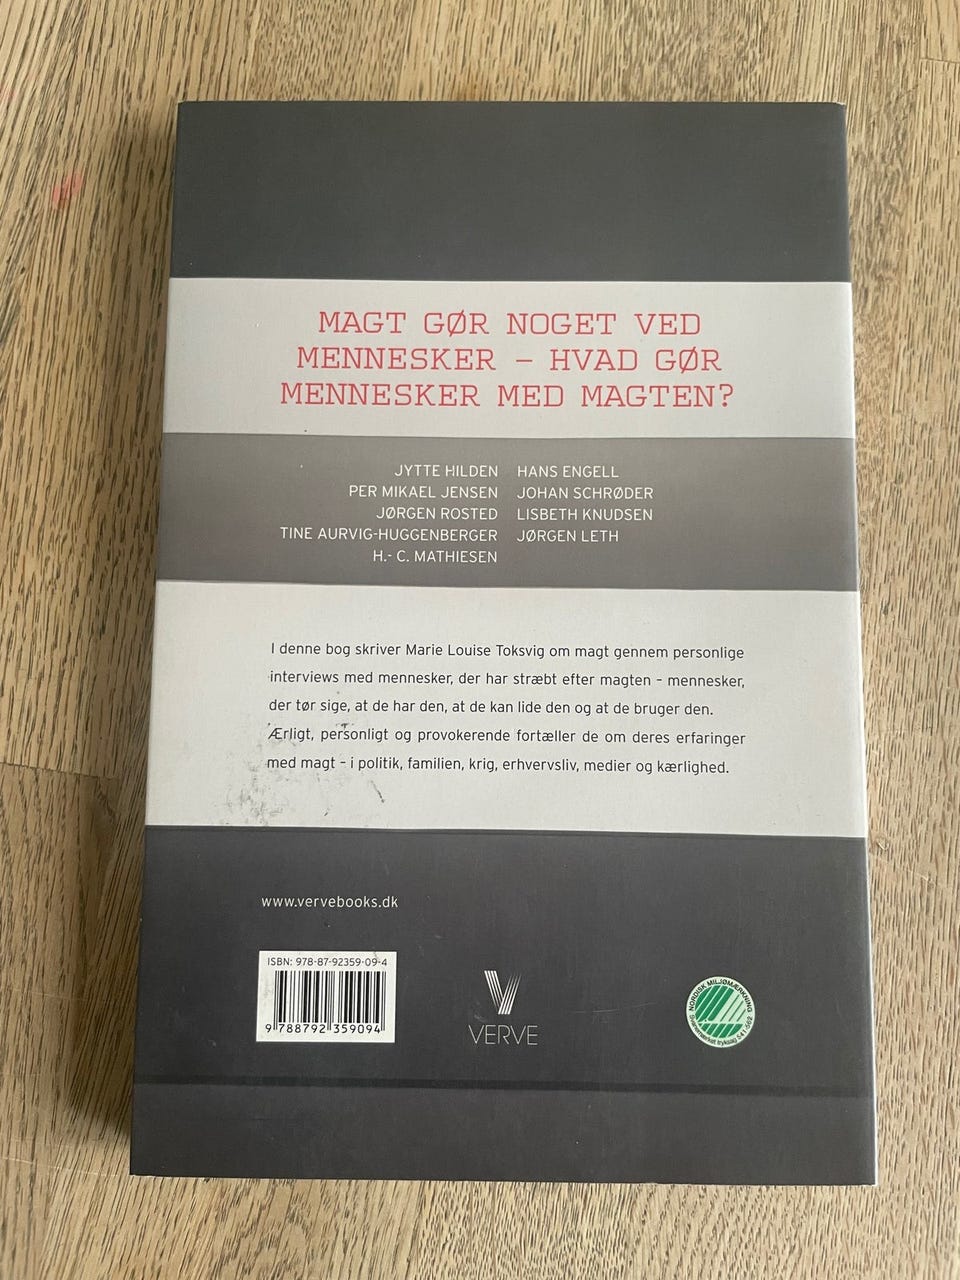 MAGT GØR NOGET VED
MENNESKER – HVAD GØR
MENNESKER MED MAGTEN?
JYTTE HILDEN
PER MIKAEL JENSEN
JØRGEN ROSTED
TINE AURVIG-HUGGENBERGER
H.- C. MATHIESEN
HANS ENGELL
JOHAN SCHRØDER
LISBETH KNUDSEN
JØRGEN LETH
I denne bog skriver Marie Louise Toksvig om magt gennem personlige
interviews med mennesker, der har stræbt efter magten – mennesker,
der tør sige, at de har den, at de kan lide den og at de bruger den.
Ærligt, personligt og provokerende fortæller de om deres erfaringer
med magt – i politik, familien, krig, erhvervsliv, medier og kærlighed.
www.vervebooks.dk
ISBN: 978-87-92359-09-4
9 788792 359094
VERVE
NORDISK MILJØMÆRKNING
Svanemærket tryksag 541-562